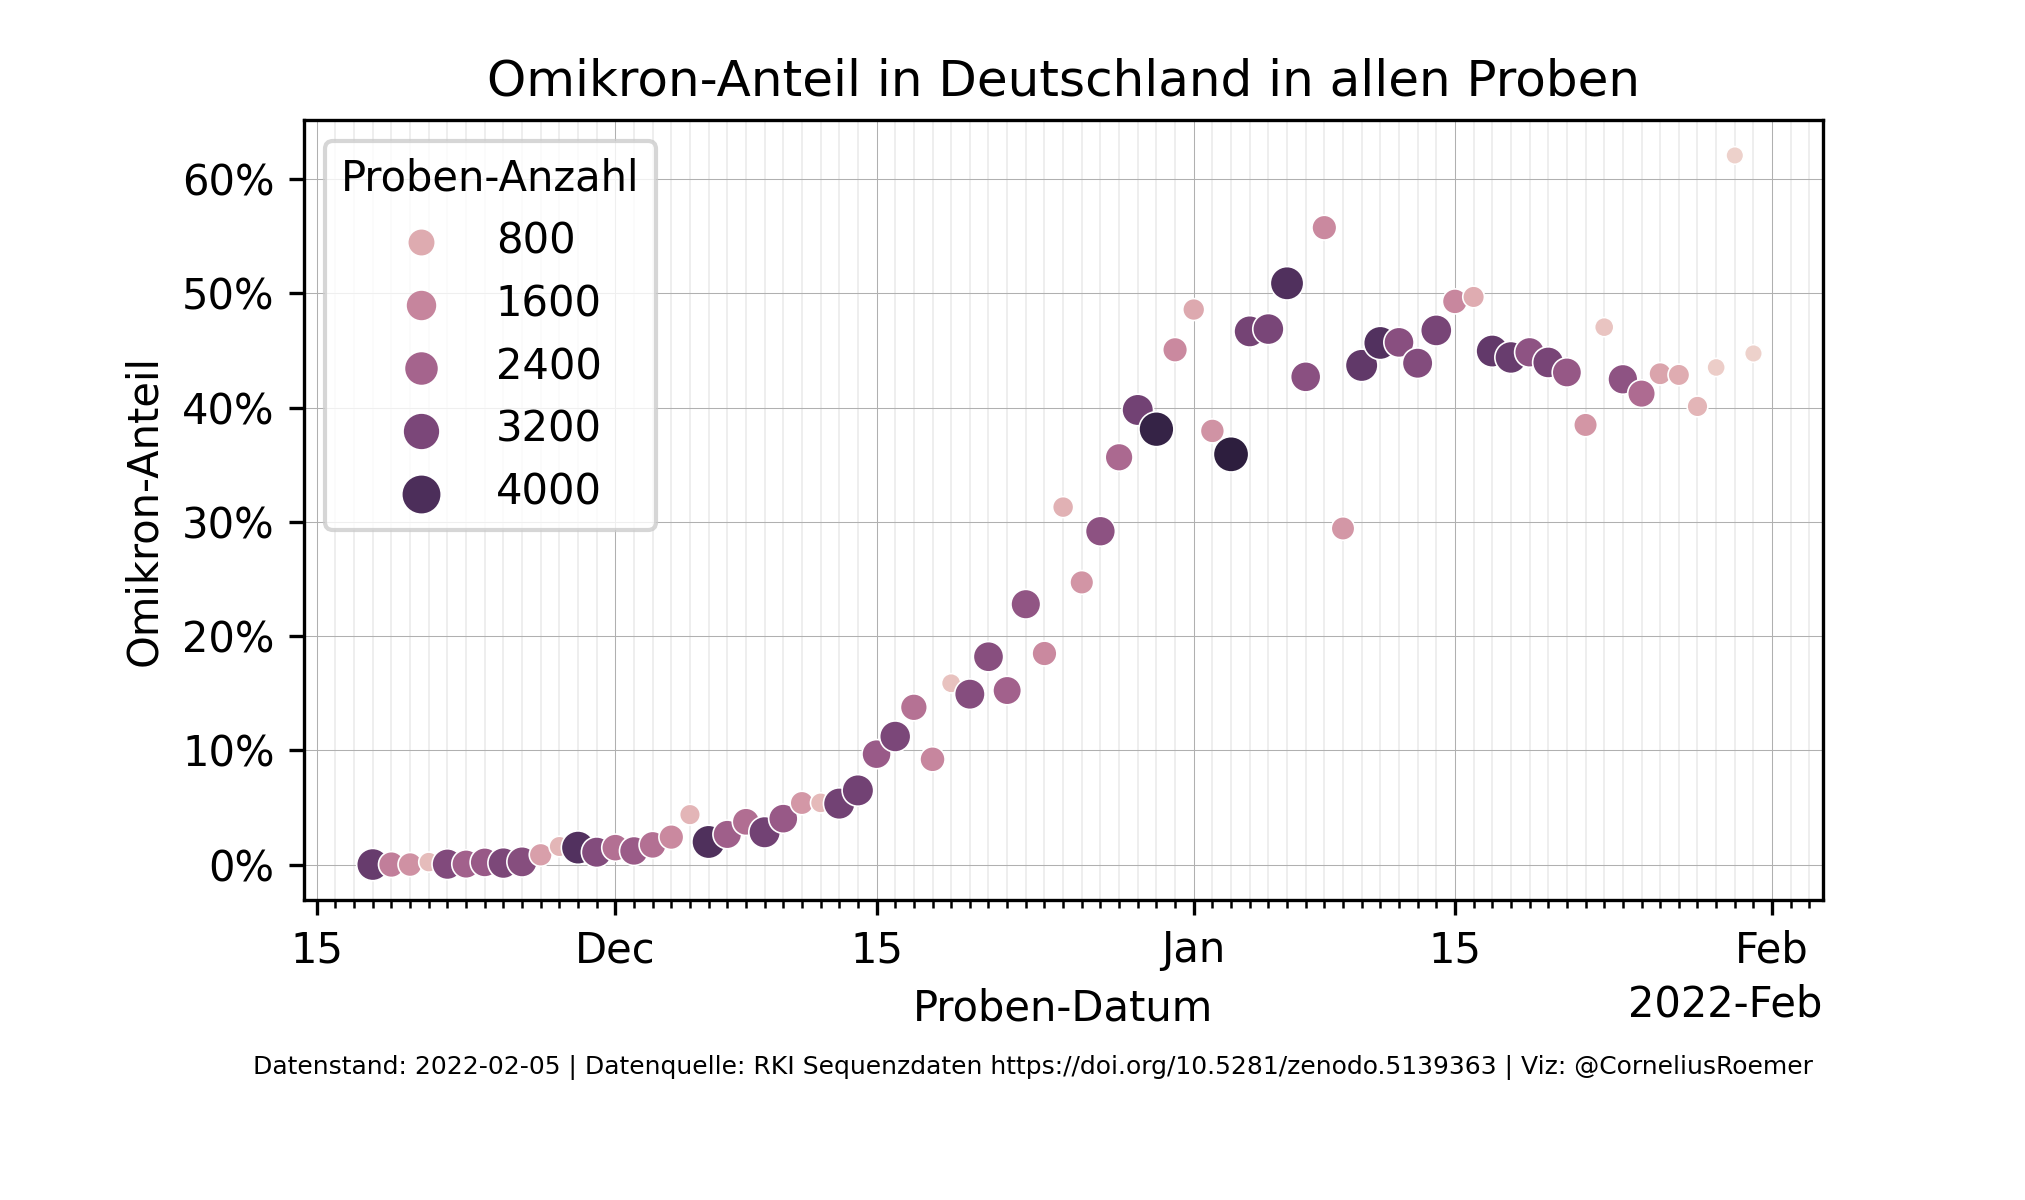 Omikron-Anteil in Deutschland in allen Proben
Proben-Anzahl
800
1600
2400
3200
4000
Omikron-Anteil
60%
50%
40%
30%
20%
10%
0%
15 Dec 15 Jan 15 Feb
Proben-Datum
2022-Feb
Datenstand: 2022-02-05 | Datenquelle: RKI Sequenzdaten https://doi.org/10.5281/zenodo.5139363 | Viz: @CorneliusRoemer